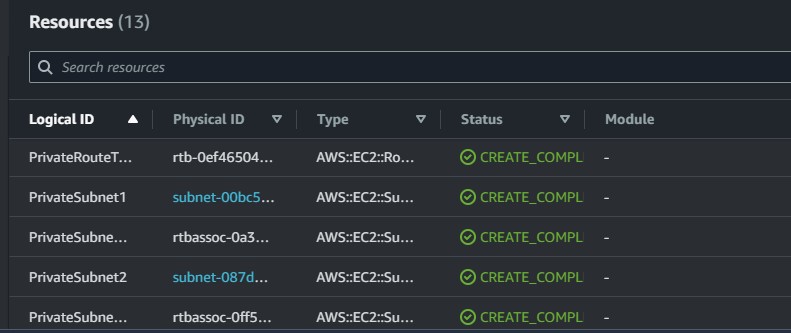 Resources (13)
Search resources
Logical ID Physical ID Type Status Module
PrivateRouteT... rtb-0ef46504... AWS::EC2::Ro... CREATE_COMPL -
PrivateSubnet1 subnet-00bc5... AWS::EC2::Su... CREATE_COMPL -
PrivateSubne... rtbassoc-0a3... AWS::EC2::Su... CREATE_COMPL -
PrivateSubnet2 subnet-087d... AWS::EC2::Su... CREATE_COMPL -
PrivateSubne... rtbassoc-0ff5... AWS::EC2::Su... CREATE_COMPL -